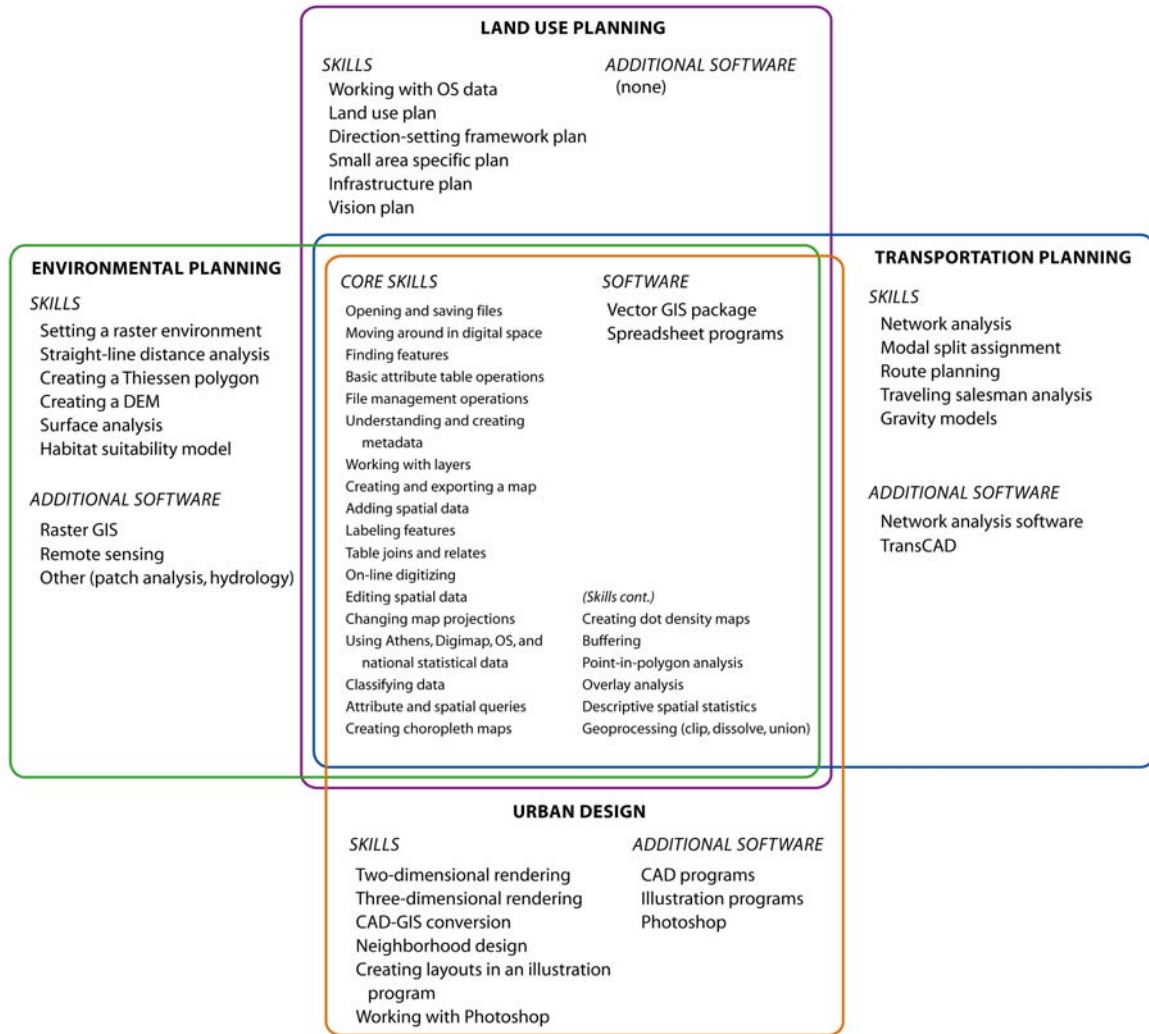 LAND USE PLANNING
SKILLS
Working with OS data
Land use plan
Direction-setting framework plan
Small area specific plan
Infrastructure plan
Vision plan
ADDITIONAL SOFTWARE
(none)
ENVIRONMENTAL PLANNING
SKILLS
Setting a raster environment
Straight-line distance analysis
Creating a Thiessen polygon
Creating a DEM
Surface analysis
Habitat suitability model
ADDITIONAL SOFTWARE
Raster GIS
Remote sensing
Other (patch analysis, hydrology)
CORE SKILLS
Opening and saving files
Moving around in digital space
Finding features
Basic attribute table operations
File management operations
Understanding and creating
metadata
Working with layers
Creating and exporting a map
Adding spatial data
Labeling features
Table joins and relates
On-line digitizing
Editing spatial data
Changing map projections
Using Athens, Digimap, OS, and
national statistical data
Classifying data
Attribute and spatial queries
Creating choropleth maps
SOFTWARE
Vector GIS package
Spreadsheet programs
(Skills cont.)
Creating dot density maps
Buffering
Point-in-polygon analysis
Overlay analysis
Descriptive spatial statistics
Geoprocessing (clip, dissolve, union)
TRANSPORTATION PLANNING
SKILLS
Network analysis
Modal split assignment
Route planning
Traveling salesman analysis
Gravity models
ADDITIONAL SOFTWARE
Network analysis software
TransCAD
URBAN DESIGN
SKILLS
Two-dimensional rendering
Three-dimensional rendering
CAD-GIS conversion
Neighborhood design
Creating layouts in an illustration
program
Working with Photoshop
ADDITIONAL SOFTWARE
CAD programs
Illustration programs
Photoshop